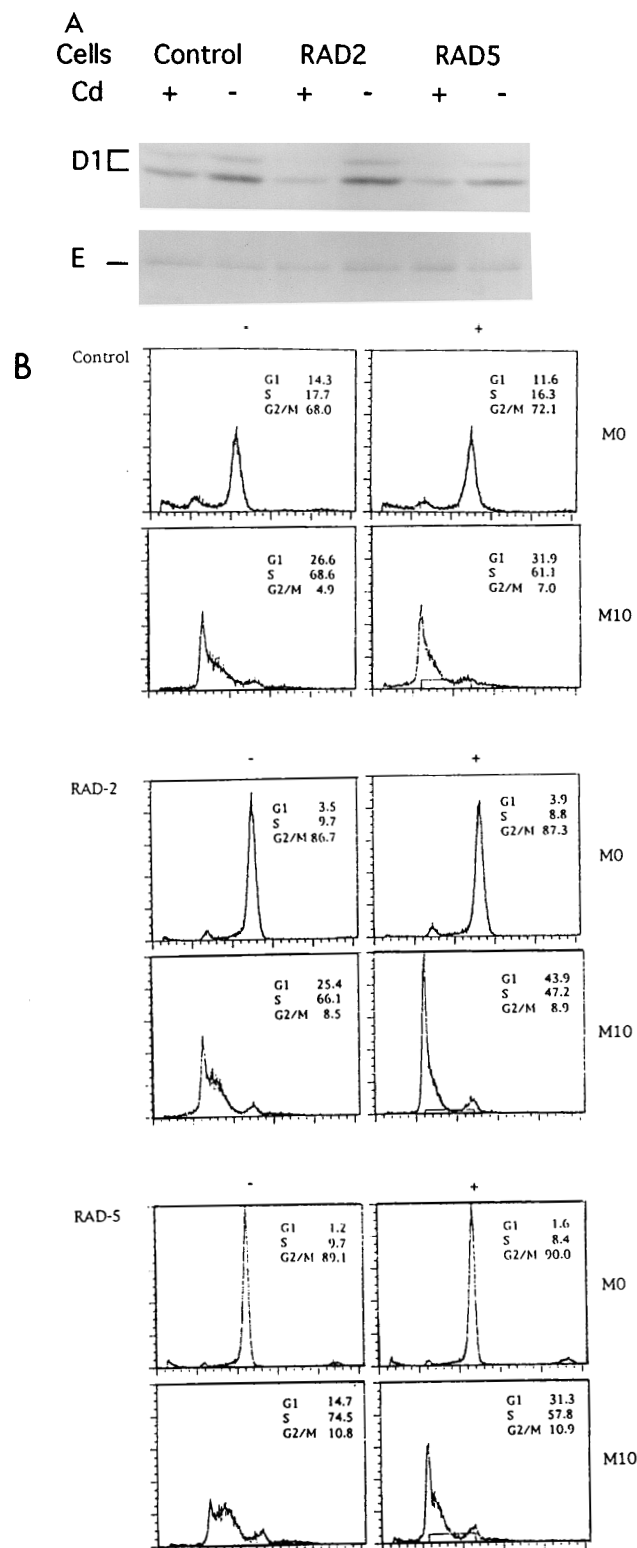 A
Cells Control RAD2 RAD5
Cd + - + - + -
D1
E
B
- +
Control
G1 14.3
S 17.7
G2/M 68.0
G1 11.6
S 16.3
G2/M 72.1
M0
G1 26.6
S 68.6
G2/M 4.9
G1 31.9
S 61.1
G2/M 7.0
M10
- +
RAD-2
G1 3.5
S 9.7
G2/M 86.7
G1 3.9
S 8.8
G2/M 87.3
M0
G1 25.4
S 66.1
G2/M 8.5
G1 43.9
S 47.2
G2/M 8.9
M10
- +
RAD-5
G1 1.2
S 9.7
G2/M 89.1
G1 1.6
S 8.4
G2/M 90.0
M0
G1 14.7
S 74.5
G2/M 10.8
G1 31.3
S 57.8
G2/M 10.9
M10